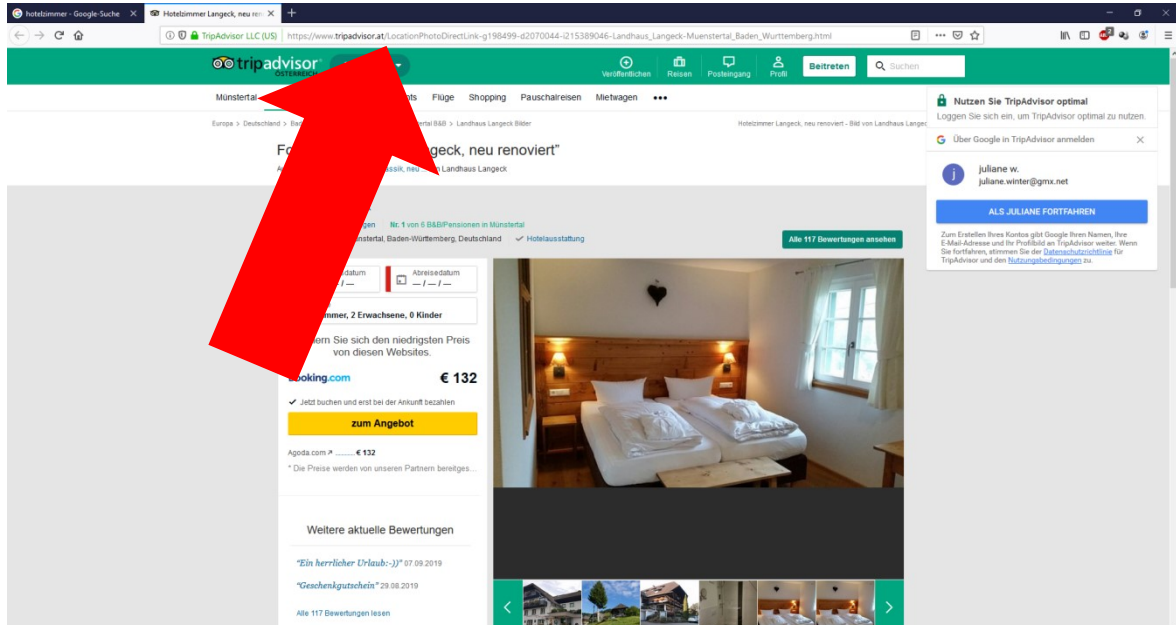 hotelzimmer - Google-Suche
Hotelzimmer Langeck, neu ren
TripAdvisor LLC (US)
https://www.tripadvisor.at/LocationPhotoDirectLink-g198499-d2070044-i215389046-Landhaus_Langeck-Muenstertal_Baden_Wurttemberg.html
tripadvisor
ÖSTERREICH
Veröffentlichen
Reisen
Posteingang
Profil
Beitreten
Suchen
Münstertal
Flüge
Shopping
Pauschalreisen
Mietwagen
Europa > Deutschland >
B&B > Landhaus Langeck Bilder
Hotelzimmer Langeck, neu renoviert - Bild von Landhaus
neu renoviert"
Landhaus Langeck
Nr. 1 von 6 B&B/Pensionen in Münstertal
Baden-Württemberg, Deutschland
Hotelausstattung
Alle 117 Bewertungen ansehen
Abreisedatum
— / — / —
2 Erwachsene, 0 Kinder
Sie sich den niedrigsten Preis
von diesen Websites.
Booking.com
€ 132
Jetzt buchen und erst bei der Ankunft bezahlen
zum Angebot
Agoda.com
€ 132
* Die Preise werden von unseren Partnern bereitges...
Weitere aktuelle Bewertungen
"Ein herrlicher Urlaub:-))" 07.09.2019
"Geschenkgutschein" 29.08.2019
Alle 117 Bewertungen lesen
Nutzen Sie TripAdvisor optimal
Loggen Sie sich ein, um TripAdvisor optimal zu nutzen.
Über Google in TripAdvisor anmelden
j
juliane w.
juliane.winter@gmx.net
ALS JULIANE FORTFAHREN
Zum Erstellen Ihres Kontos gibt Google Ihren Namen, Ihre
E-Mail-Adresse und Ihr Profilbild an TripAdvisor weiter. Wenn
Sie fortfahren, stimmen Sie der Datenschutzrichtlinie für
TripAdvisor und den Nutzungsbedingungen zu.